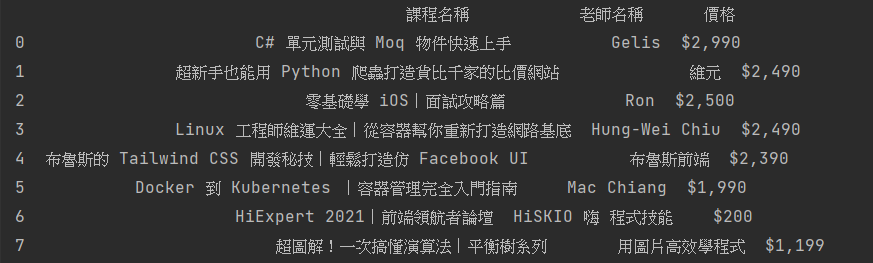 課程名稱 老師名稱 價格
0 C# 單元測試與 Moq 物件快速上手 Gelis $2,990
1 超新手也能用 Python 爬蟲打造貨比千家的比價網站 維元 $2,490
2 零基礎學 iOS｜面試攻略篇 Ron $2,500
3 Linux 工程師維運大全｜從容器幫你重新打造網路基底 Hung-Wei Chiu $2,490
4 布魯斯的 Tailwind CSS 開發秘技｜輕鬆打造仿 Facebook UI 布魯斯前端 $2,390
5 Docker 到 Kubernetes ｜容器管理完全入門指南 Mac Chiang $1,990
6 HiExpert 2021｜前端領航者論壇 HiSKIO 嗨 程式技能 $200
7 超圖解！一次搞懂演算法｜平衡樹系列 用圖片高效學程式 $1,199